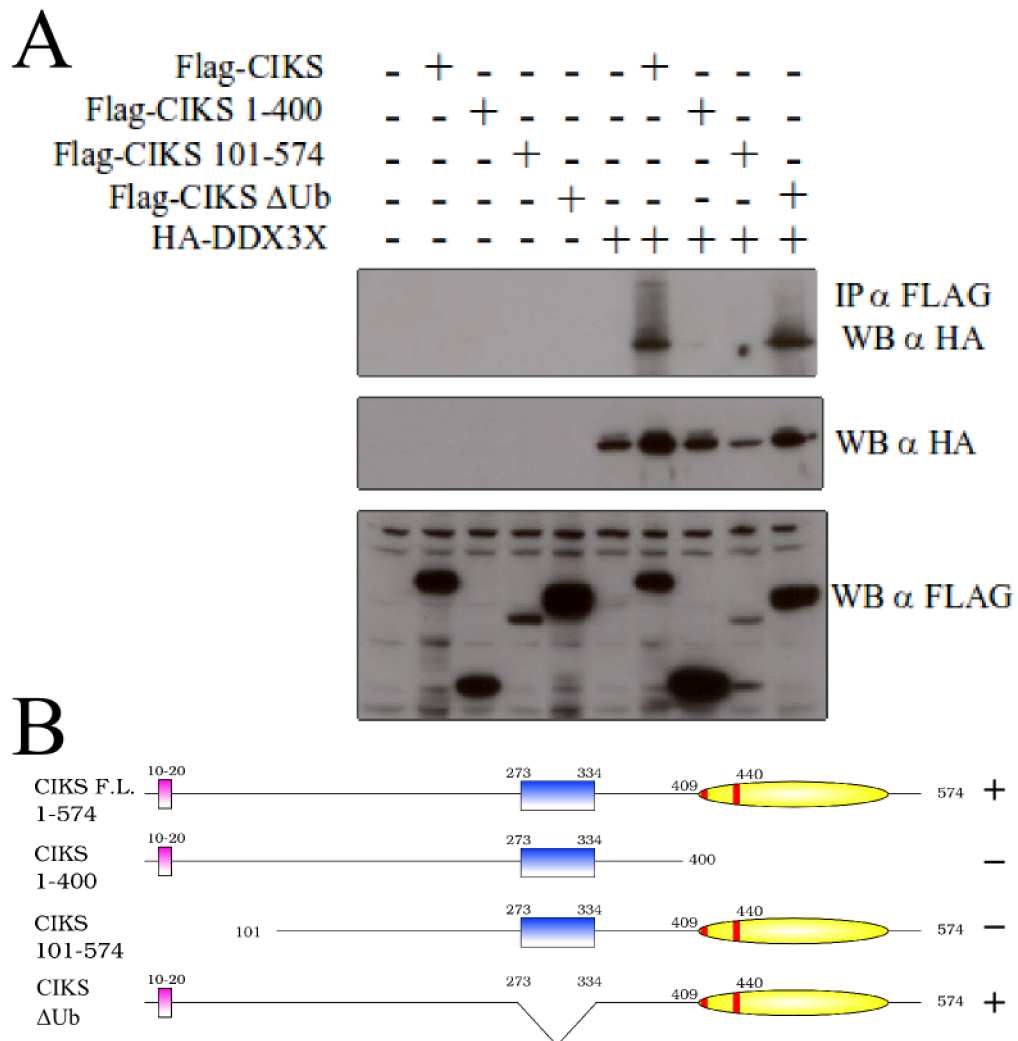 A
Flag-CIKS - + - - - - + - - -
Flag-CIKS 1-400 - - + - - - - + - -
Flag-CIKS 101-574 - - - + - - - - + -
Flag-CIKS ΔUb - - - - + - - - - +
HA-DDX3X - - - - - + + + + +
IP α FLAG
WB α HA
WB α HA
WB α FLAG
B
CIKS F.L.
1-574
10-20 273 334 409 440 574 +
CIKS
1-400
10-20 273 334 400 −
CIKS
101-574
101 273 334 409 440 574 −
CIKS
ΔUb
10-20 273 334 409 440 574 +